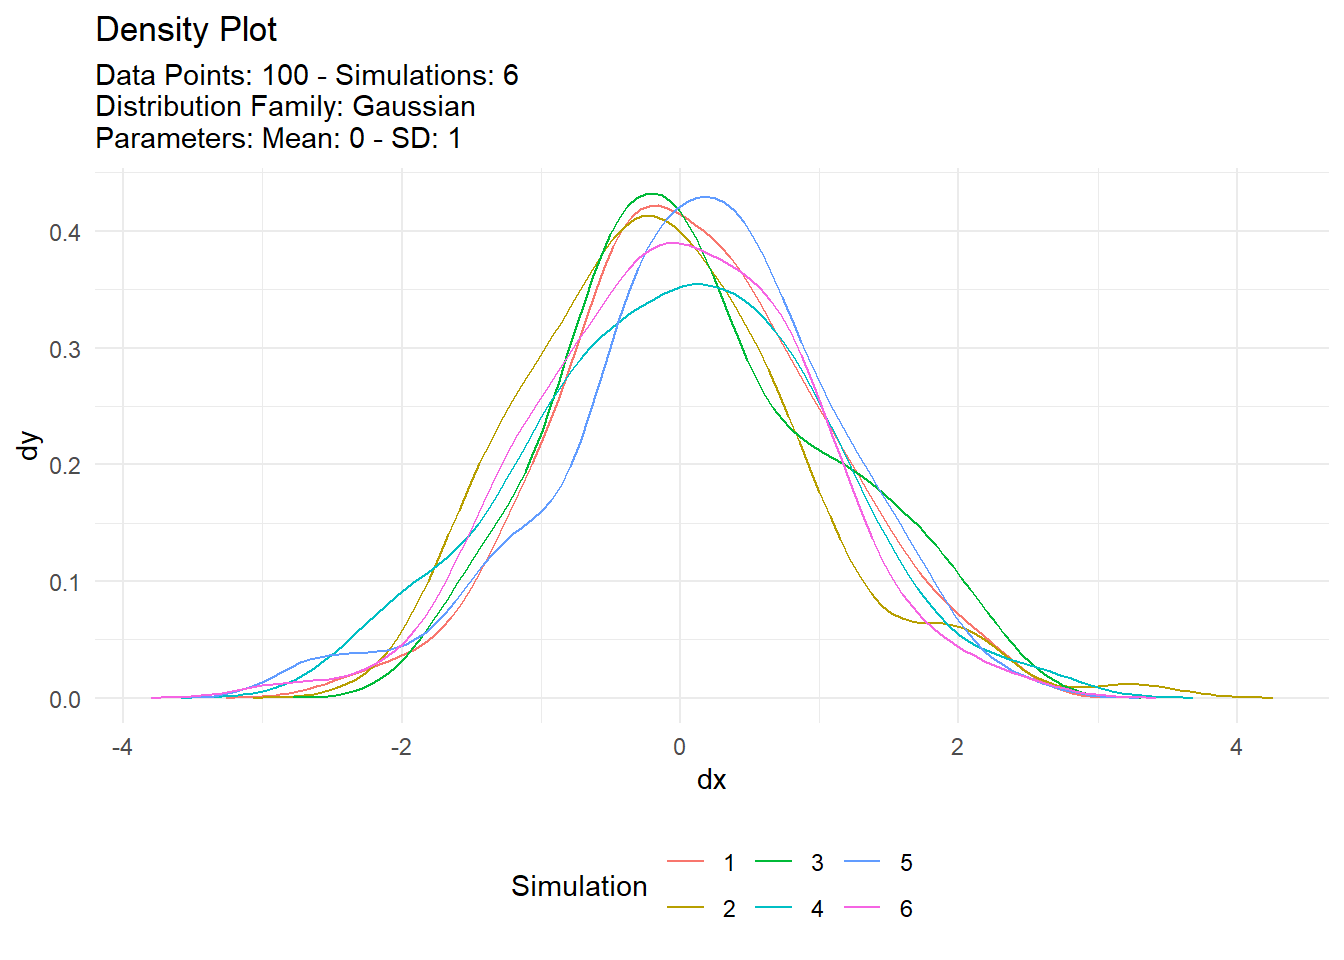 Density Plot
Data Points: 100 - Simulations: 6
Distribution Family: Gaussian
Parameters: Mean: 0 - SD: 1
dy
0.4
0.3
0.2
0.1
0.0
-4 -2 0 2 4
dx
Simulation
1 3 5
2 4 6